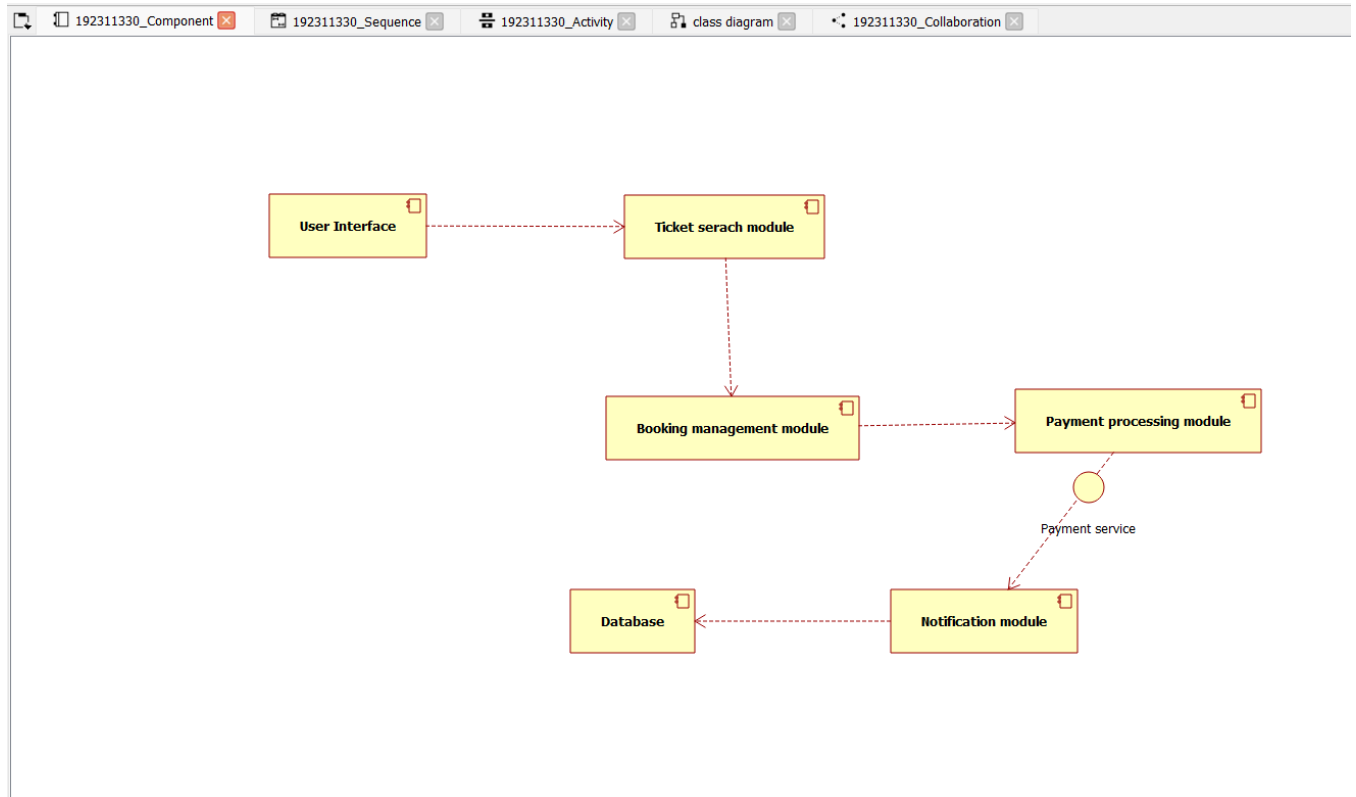 192311330_Component
192311330_Sequence
192311330_Activity
class diagram
192311330_Collaboration
User Interface
Ticket serach module
Booking management module
Payment processing module
Payment service
Database
Notification module